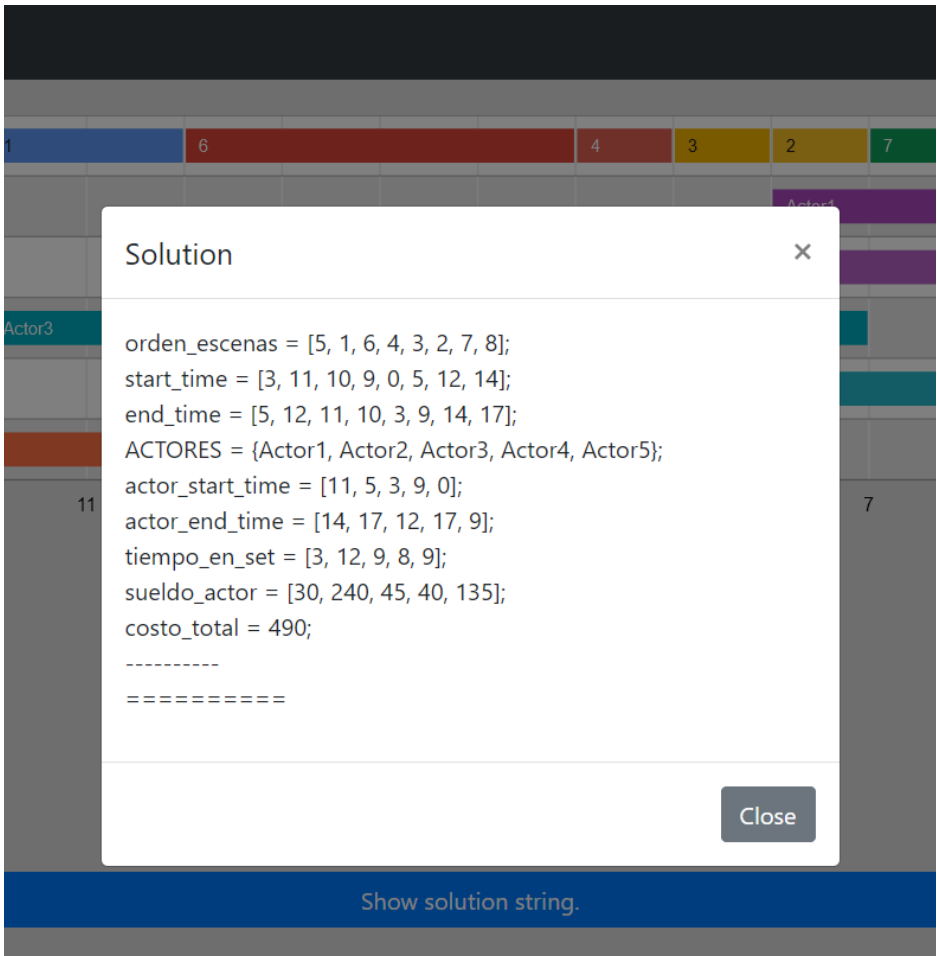 1 6 4 3 2 7
Actor1
Solution ×
Actor3
orden_escenas = [5, 1, 6, 4, 3, 2, 7, 8];
start_time = [3, 11, 10, 9, 0, 5, 12, 14];
end_time = [5, 12, 11, 10, 3, 9, 14, 17];
ACTORES = {Actor1, Actor2, Actor3, Actor4, Actor5};
actor_start_time = [11, 5, 3, 9, 0];
actor_end_time = [14, 17, 12, 17, 9];
11 7
tiempo_en_set = [3, 12, 9, 8, 9];
sueldo_actor = [30, 240, 45, 40, 135];
costo_total = 490;
----------
==========
Close
Show solution string.